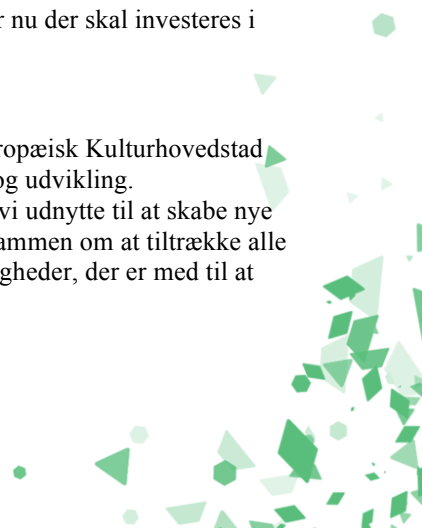 r nu der skal investeres i
ropæisk Kulturhovedstad
og udvikling.
vi udnytte til at skabe nye
ammen om at tiltrække alle
gheder, der er med til at